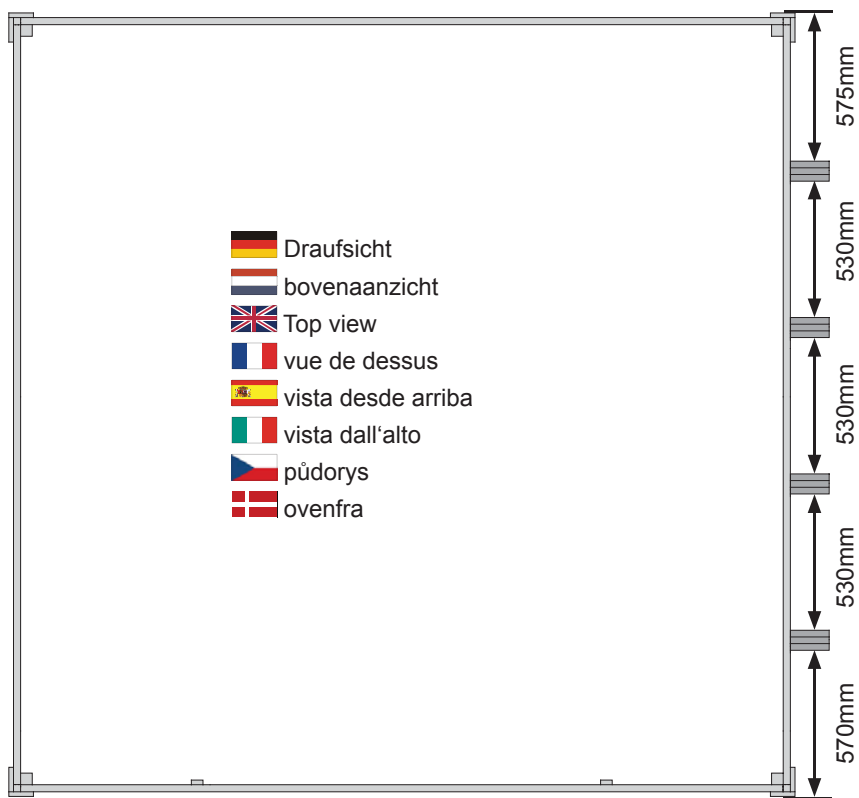 Draufsicht
bovenaanzicht
Top view
vue de dessus
vista desde arriba
vista dall‘alto
půdorys
ovenfra
575mm
530mm
530mm
530mm
570mm